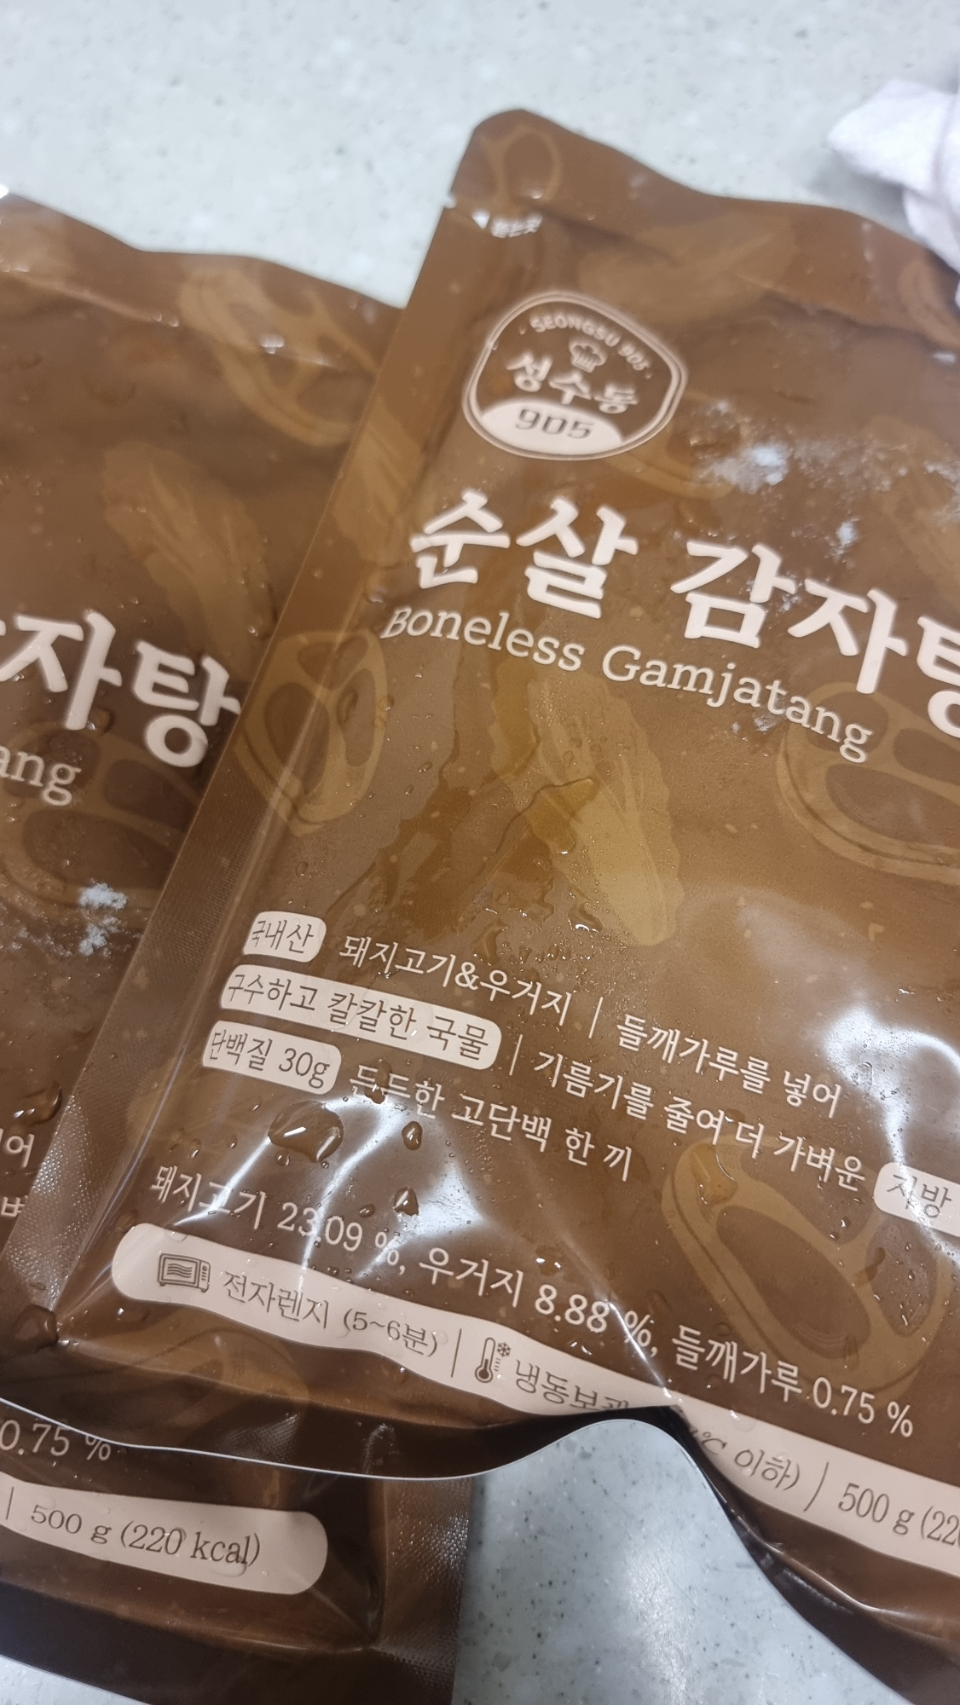 뜯는곳
SEONGSU 905
성수동
905
순살 감자탕
Boneless Gamjatang
국내산 돼지고기&우거지 | 들깨가루를 넣어
구수하고 칼칼한 국물 | 기름기를 줄여 더 가벼운 지방
단백질 30g 든든한 고단백 한 끼
돼지고기 23.09 %, 우거지 8.88 %, 들깨가루 0.75 %
전자렌지 (5~6분) | 냉동보관 ℃ 이하) | 500 g (220
자탕
ang
0.75 %
| 500 g (220 kcal)